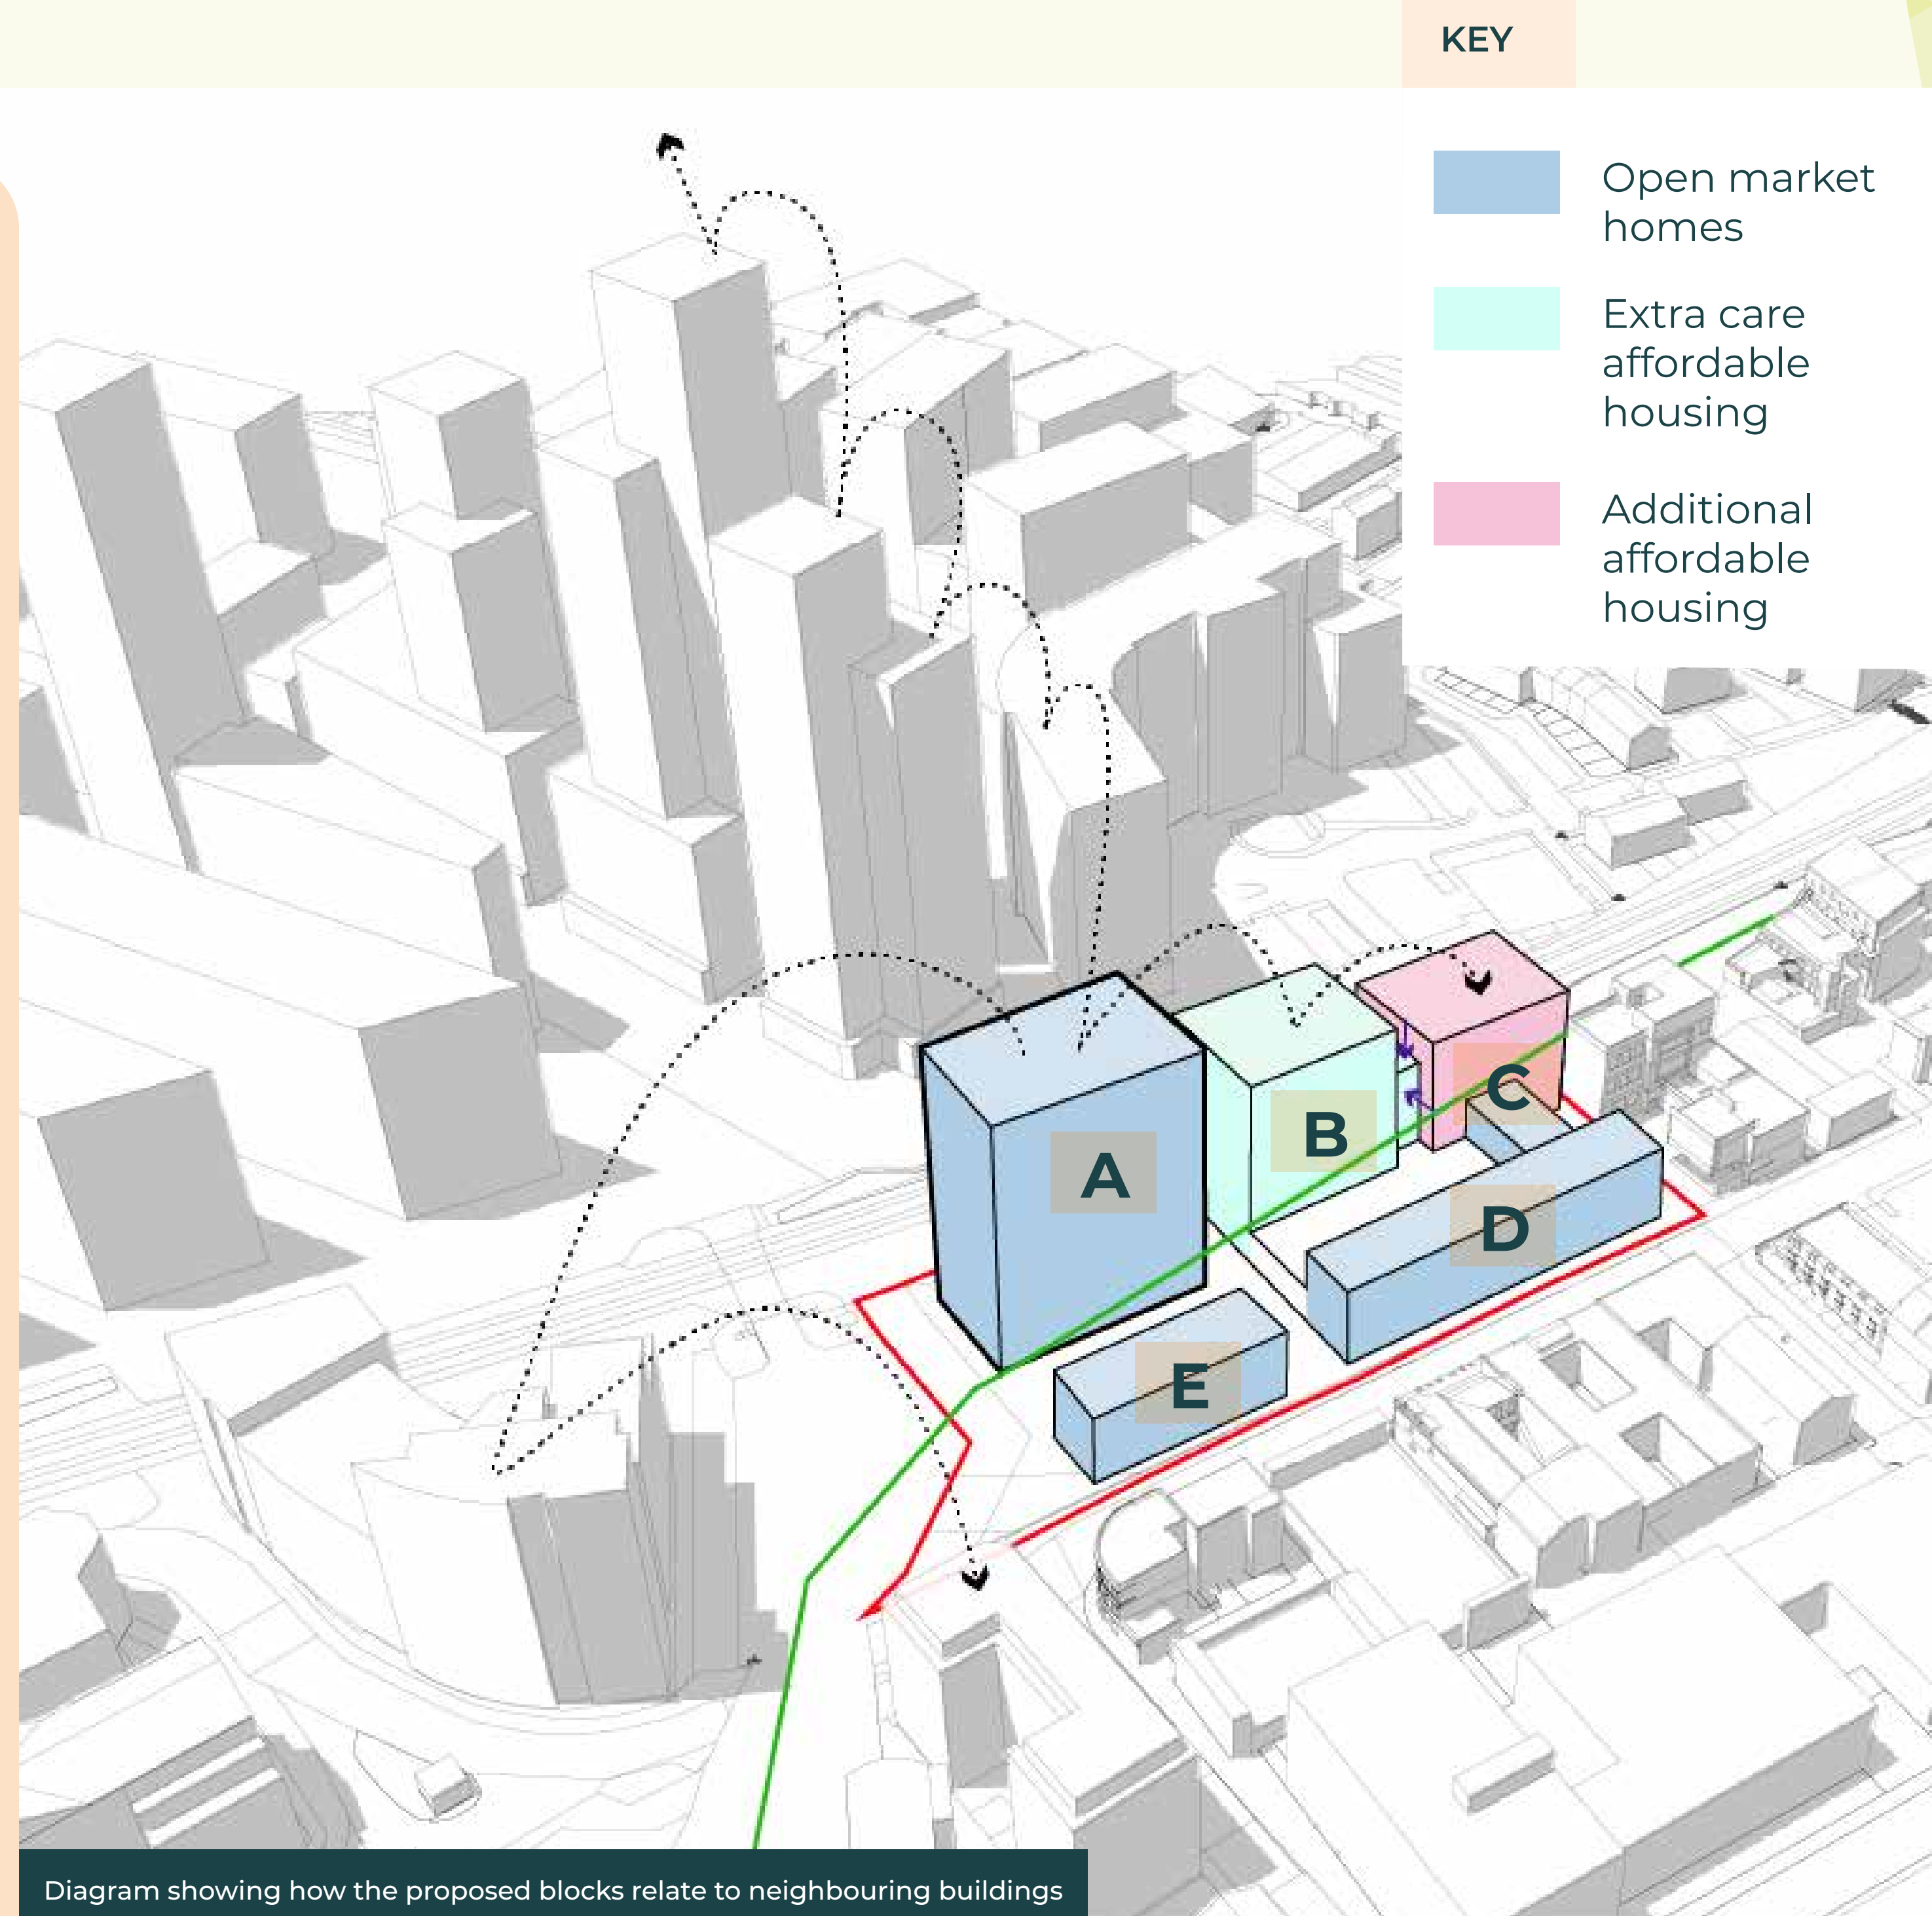 KEY
Open market
homes
Extra care
affordable
housing
Additional
affordable
housing
A
B
C
D
E
Diagram showing how the proposed blocks relate to neighbouring buildings